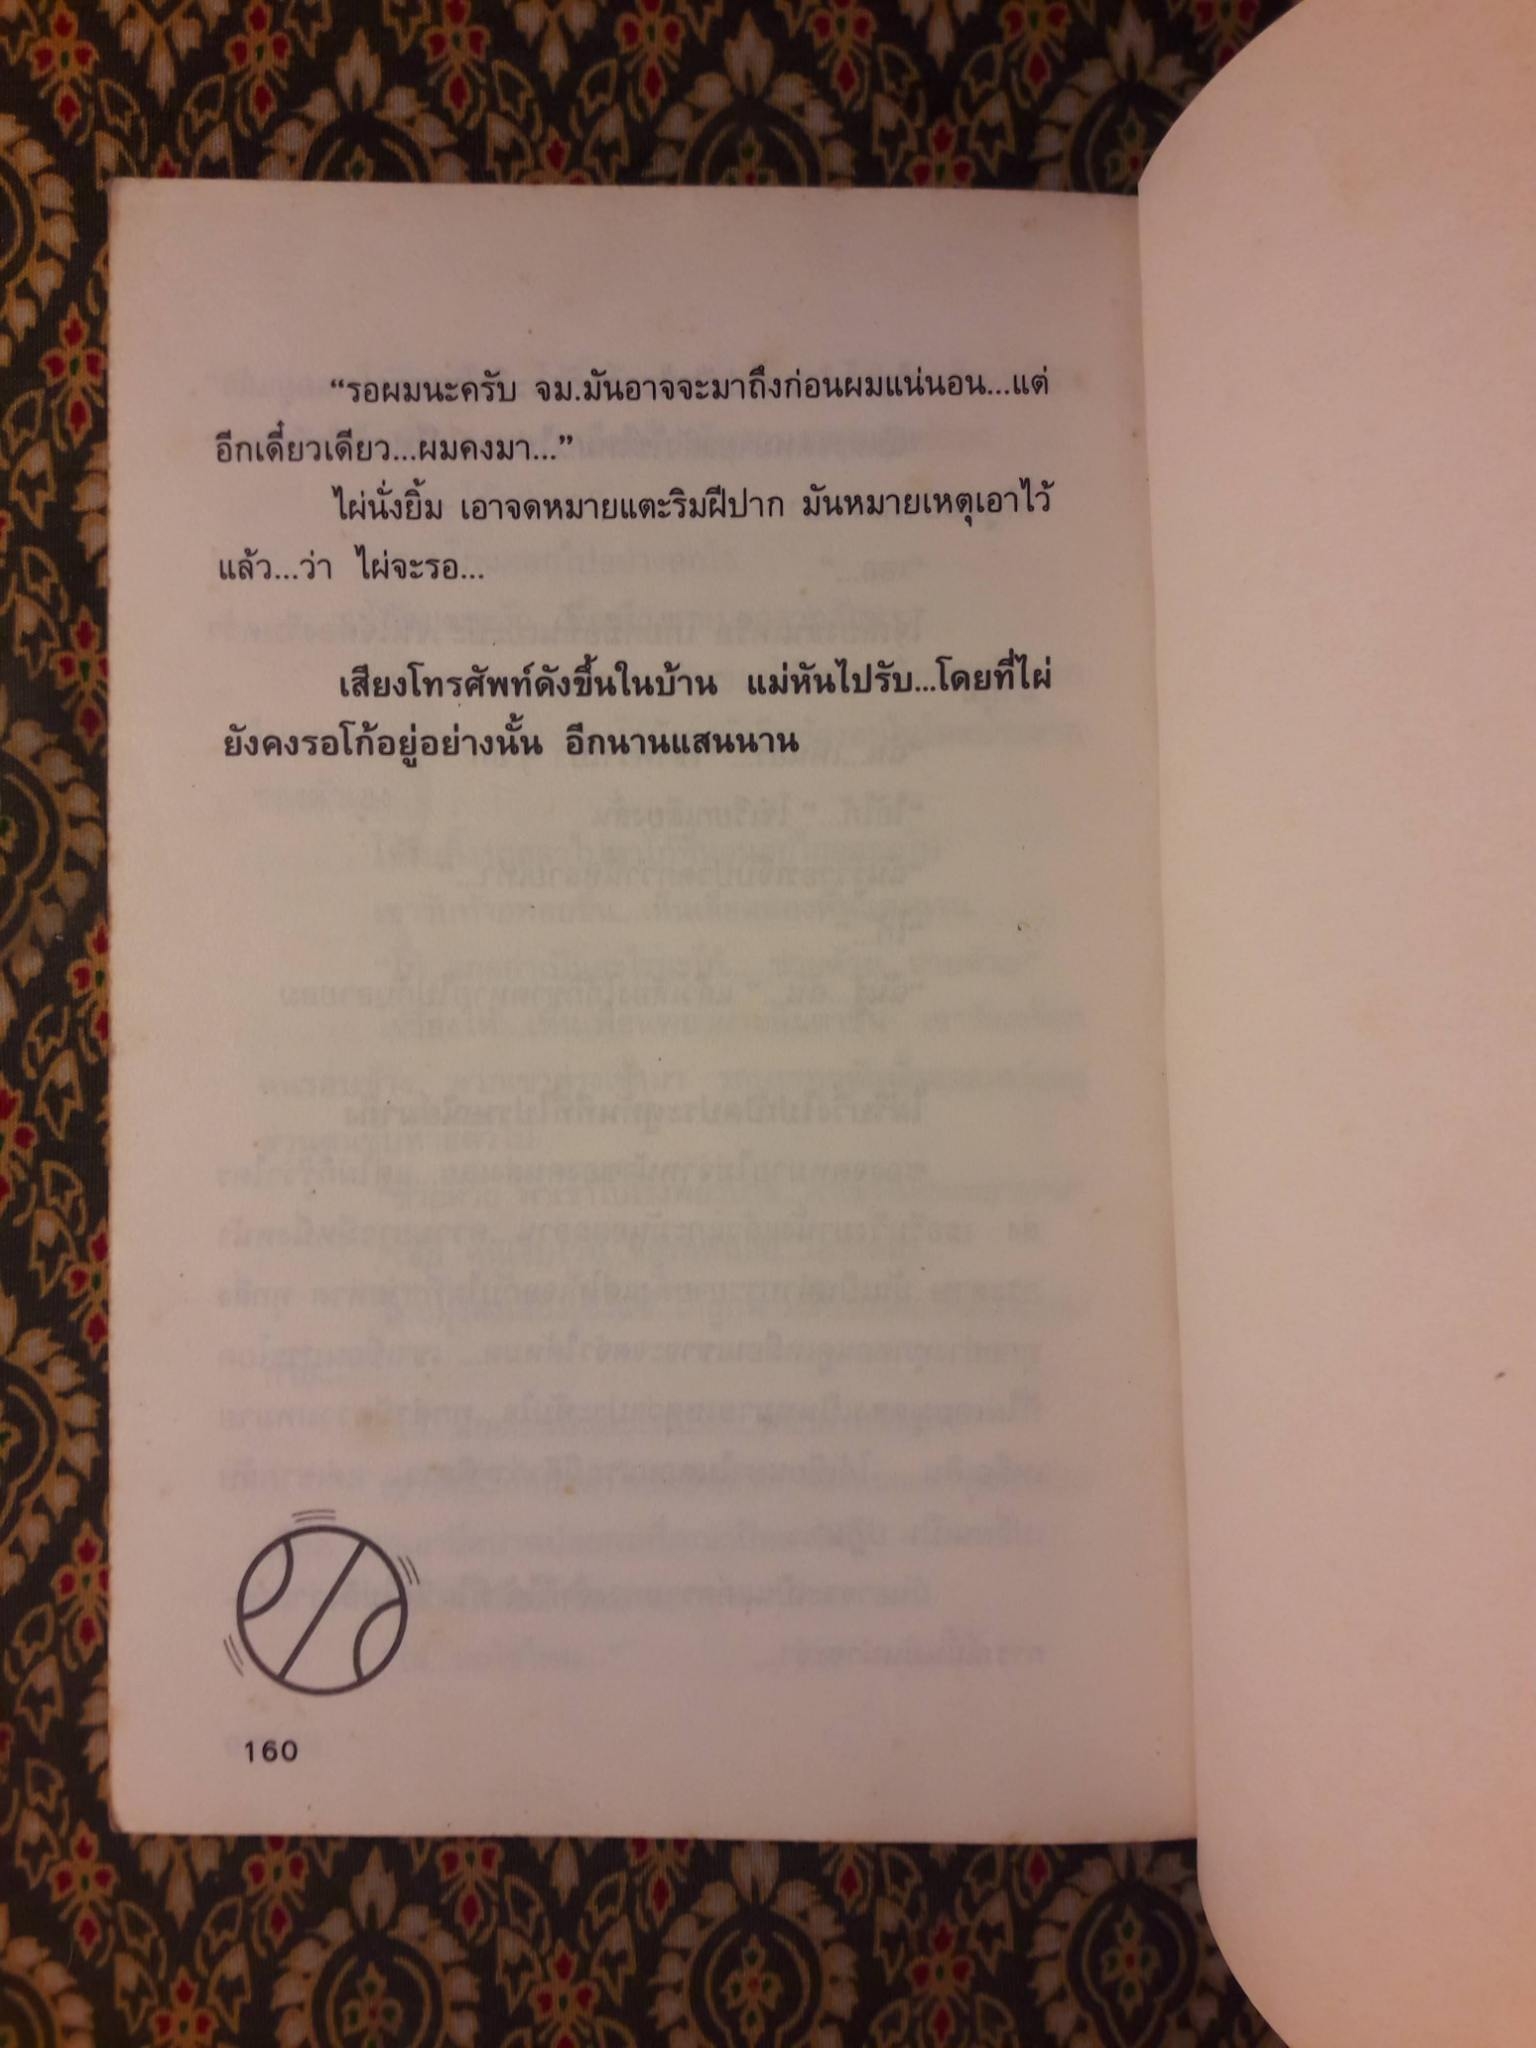 “รอผมนะครับ จม.มันอาจจะมาถึงก่อนผมแน่นอน...แต่
อีกเดี๋ยวเดียว...ผมคงมา...”
ไผ่นั่งยิ้ม เอาจดหมายแตะริมฝีปาก มันหมายเหตุเอาไว้
แล้ว...ว่า ไผ่จะรอ...
เสียงโทรศัพท์ดังขึ้นในบ้าน แม่หันไปรับ...โดยที่ไผ่
ยังคงรอโก้อยู่อย่างนั้น อีกนานแสนนาน
160